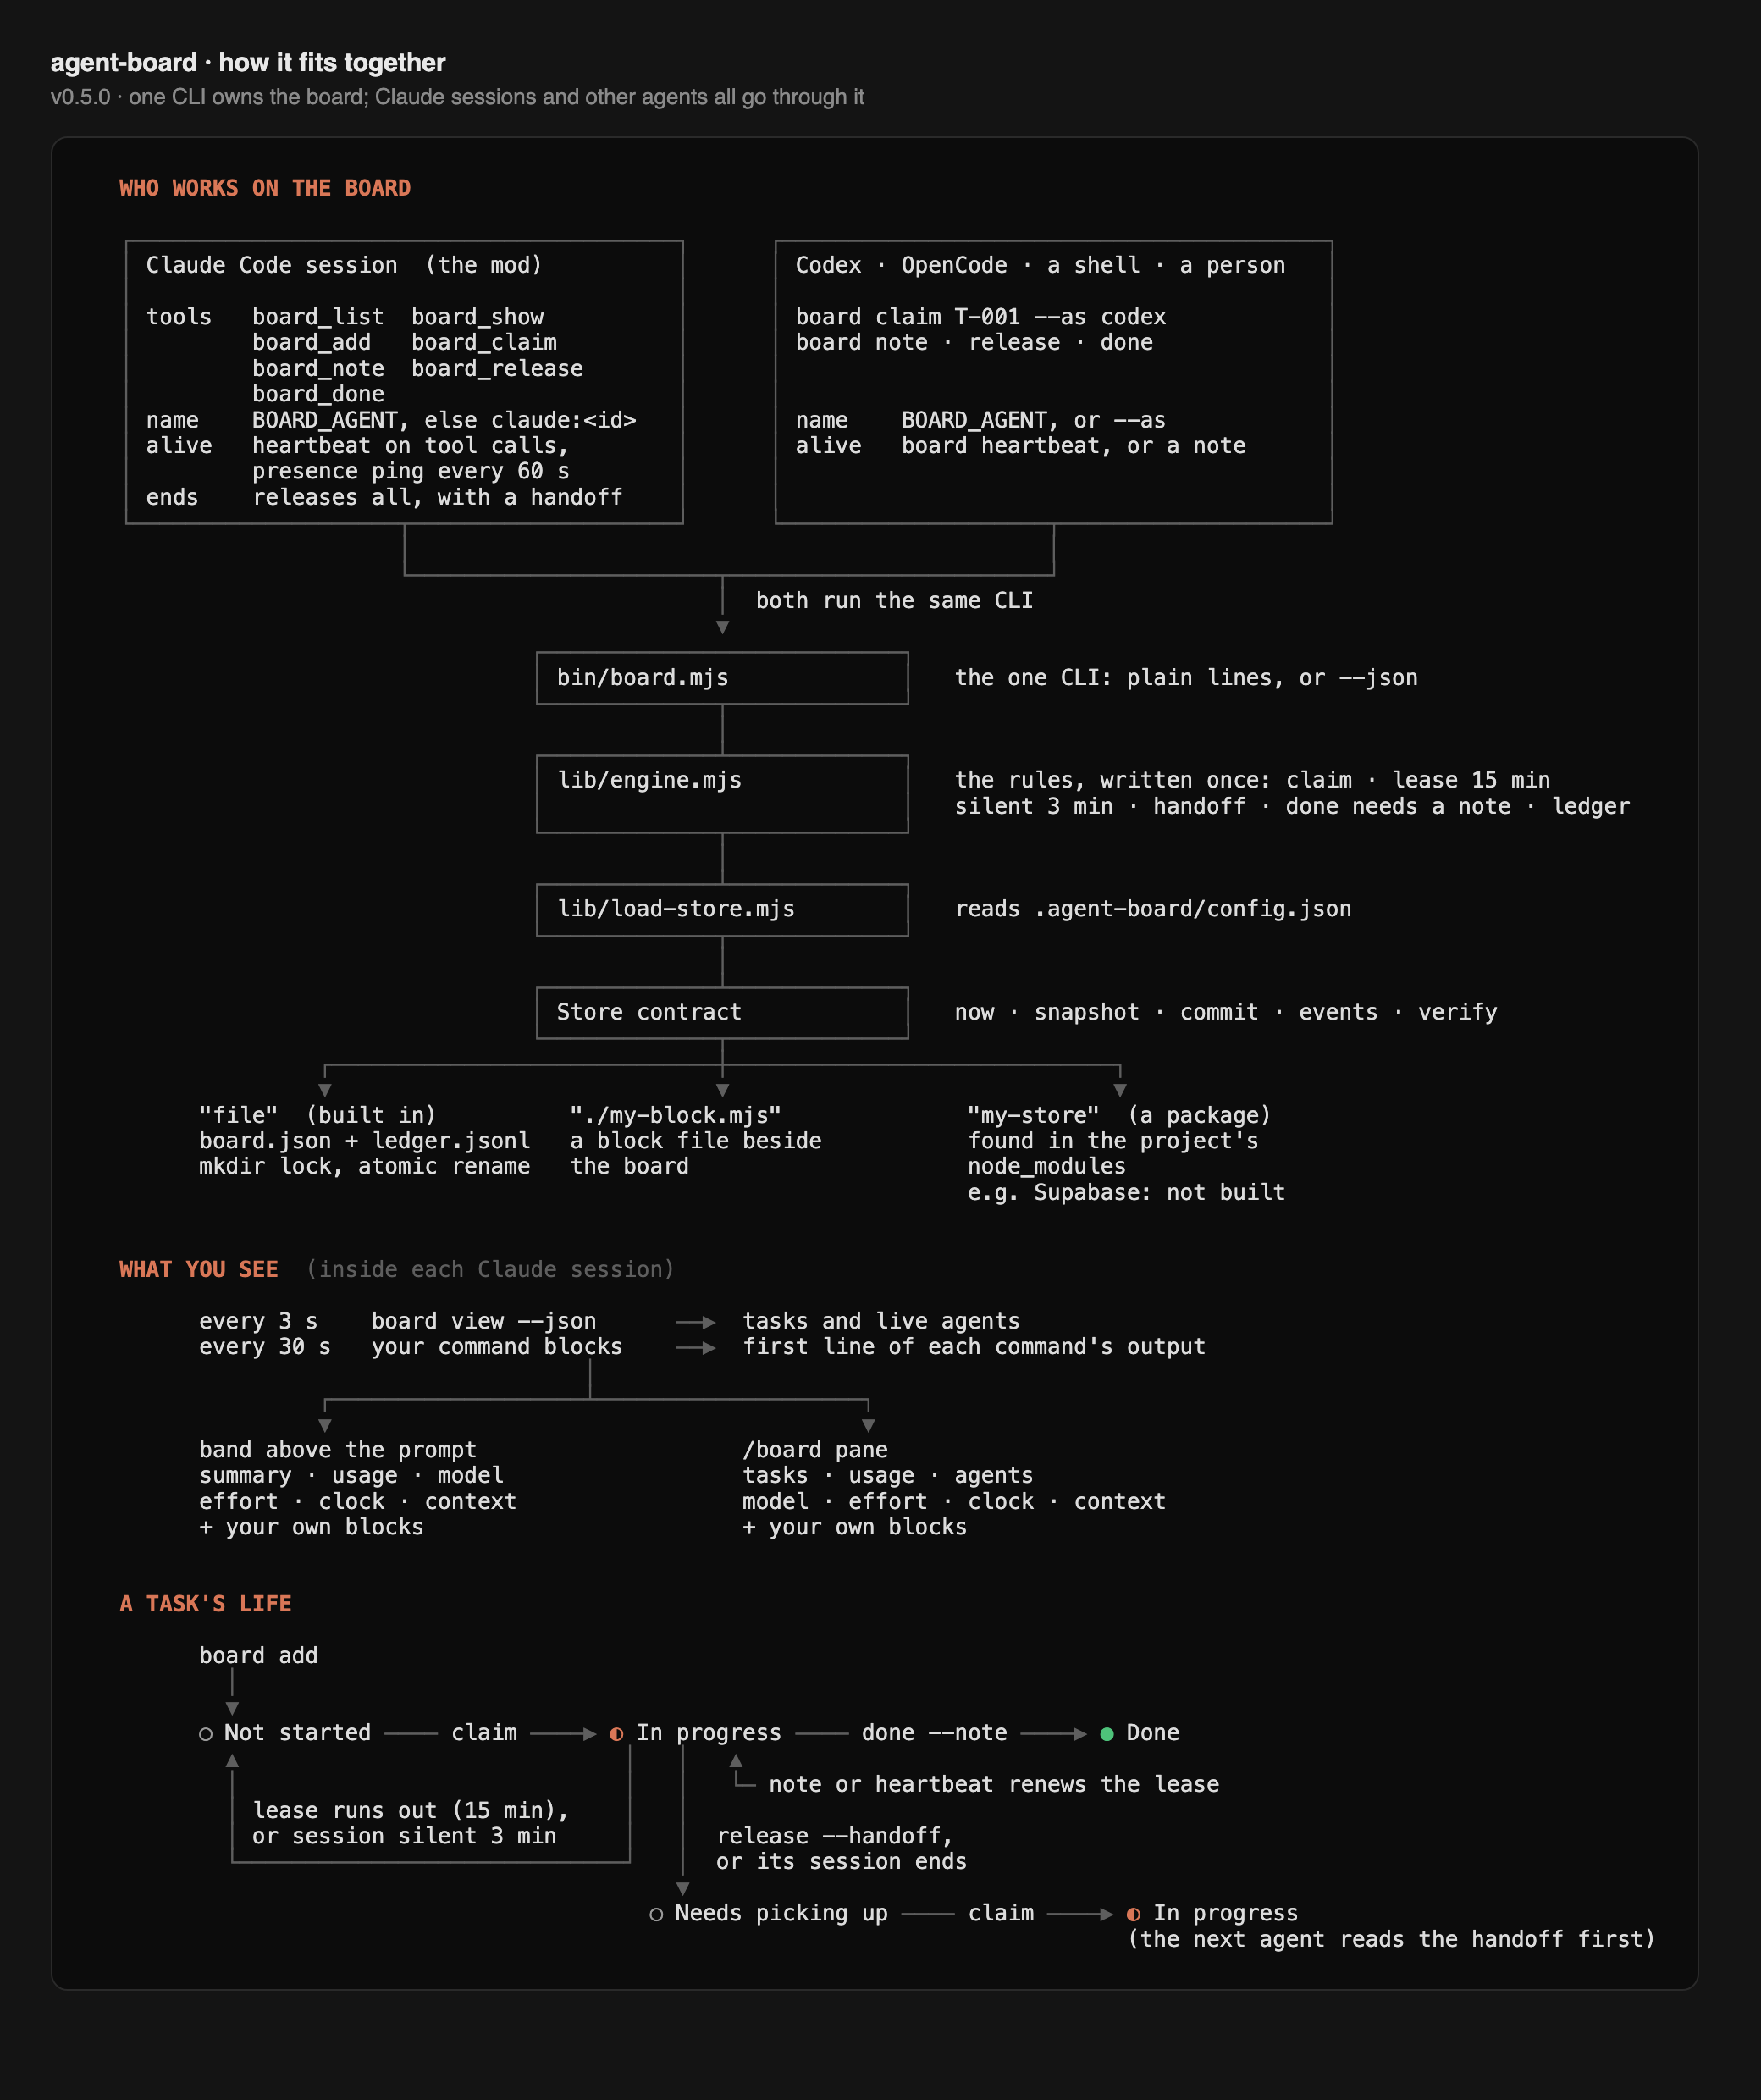 agent-board · how it fits together
v0.5.0 · one CLI owns the board; Claude sessions and other agents all go through it
WHO WORKS ON THE BOARD
Claude Code session (the mod)
tools board_list board_show
board_add board_claim
board_note board_release
board_done
name BOARD_AGENT, else claude:<id>
alive heartbeat on tool calls,
presence ping every 60 s
ends releases all, with a handoff
Codex · OpenCode · a shell · a person
board claim T-001 --as codex
board note · release · done
name BOARD_AGENT, or --as
alive board heartbeat, or a note
both run the same CLI
bin/board.mjs
the one CLI: plain lines, or --json
lib/engine.mjs
the rules, written once: claim · lease 15 min
silent 3 min · handoff · done needs a note · ledger
lib/load-store.mjs
reads .agent-board/config.json
Store contract
now · snapshot · commit · events · verify
"file" (built in)
board.json + ledger.jsonl
mkdir lock, atomic rename
"./my-block.mjs"
a block file beside
the board
"my-store" (a package)
found in the project's
node_modules
e.g. Supabase: not built
WHAT YOU SEE (inside each Claude session)
every 3 s board view --json → tasks and live agents
every 30 s your command blocks → first line of each command's output
band above the prompt
summary · usage · model
effort · clock · context
+ your own blocks
/board pane
tasks · usage · agents
model · effort · clock · context
+ your own blocks
A TASK'S LIFE
board add
○ Not started — claim → ◐ In progress — done --note → ● Done
note or heartbeat renews the lease
lease runs out (15 min),
or session silent 3 min
release --handoff,
or its session ends
○ Needs picking up — claim → ◐ In progress
(the next agent reads the handoff first)